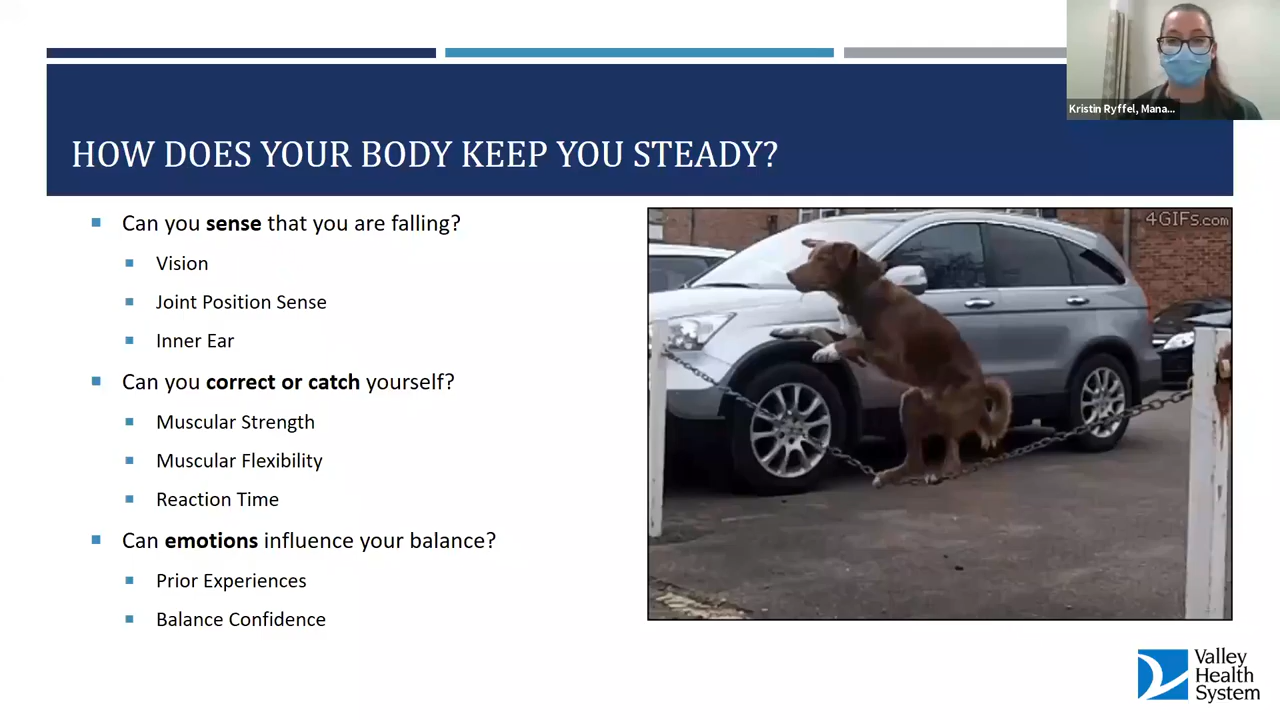 Kristin Ryffel, Mana...
HOW DOES YOUR BODY KEEP YOU STEADY?
Can you sense that you are falling?
Vision
Joint Position Sense
Inner Ear
Can you correct or catch yourself?
Muscular Strength
Muscular Flexibility
Reaction Time
Can emotions influence your balance?
Prior Experiences
Balance Confidence
4GIFs.com
Valley
Health
System